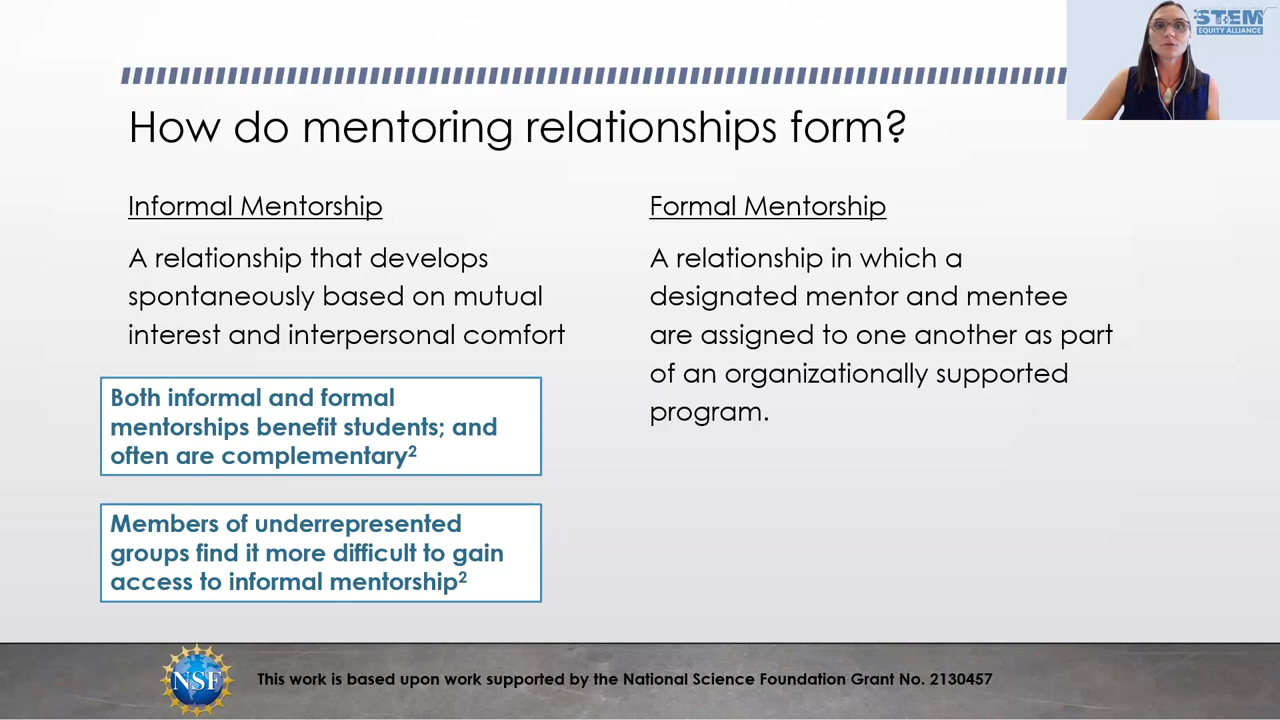 STEM
EQUITY ALLIANCE
How do mentoring relationships form?
Informal Mentorship
A relationship that develops
spontaneously based on mutual
interest and interpersonal comfort
Both informal and formal
mentorships benefit students; and
often are complementary²
Members of underrepresented
groups find it more difficult to gain
access to informal mentorship²
Formal Mentorship
A relationship in which a
designated mentor and mentee
are assigned to one another as part
of an organizationally supported
program.
NSF
This work is based upon work supported by the National Science Foundation Grant No. 2130457